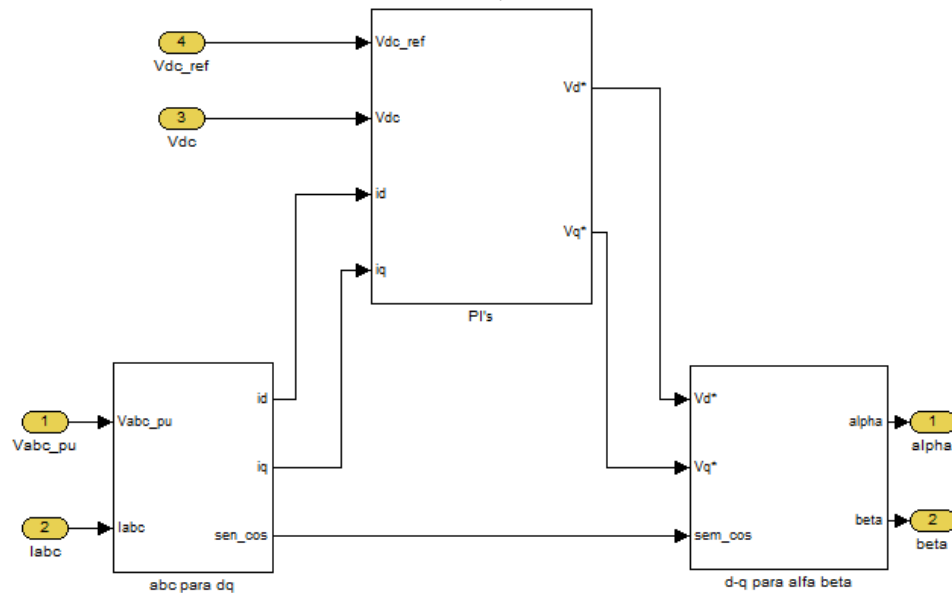 4
Vdc_ref
3
Vdc
Vdc_ref
Vdc
id
iq
Vd*
Vq*
PI's
1
Vabc_pu
2
Iabc
Vabc_pu
Iabc
id
iq
sen_cos
abc para dq
Vd*
Vq*
sem_cos
alpha
beta
d-q para alfa beta
1
alpha
2
beta